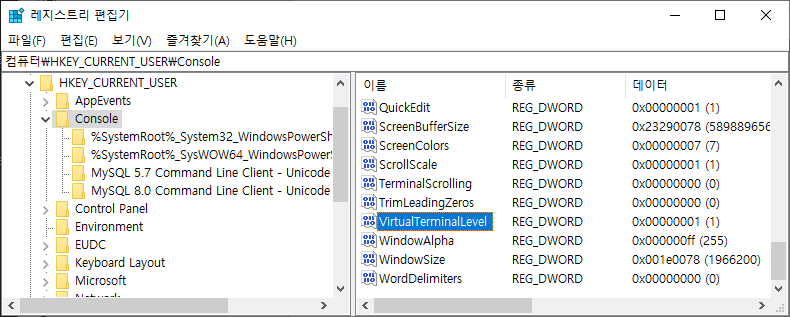 레지스트리 편집기
파일(F) 편집(E) 보기(V) 즐겨찾기(A) 도움말(H)
컴퓨터₩HKEY_CURRENT_USER₩Console
HKEY_CURRENT_USER
AppEvents
Console
%SystemRoot%_System32_WindowsPowerSh
%SystemRoot%_SysWOW64_WindowsPowerS
MySQL 5.7 Command Line Client - Unicode
MySQL 8.0 Command Line Client - Unicode
Control Panel
Environment
EUDC
Keyboard Layout
Microsoft
Network
이름 종류 데이터
QuickEdit REG_DWORD 0x00000001 (1)
ScreenBufferSize REG_DWORD 0x23290078 (589889656
ScreenColors REG_DWORD 0x00000007 (7)
ScrollScale REG_DWORD 0x00000001 (1)
TerminalScrolling REG_DWORD 0x00000000 (0)
TrimLeadingZeros REG_DWORD 0x00000000 (0)
VirtualTerminalLevel REG_DWORD 0x00000001 (1)
WindowAlpha REG_DWORD 0x000000ff (255)
WindowSize REG_DWORD 0x001e0078 (1966200)
WordDelimiters REG_DWORD 0x00000000 (0)